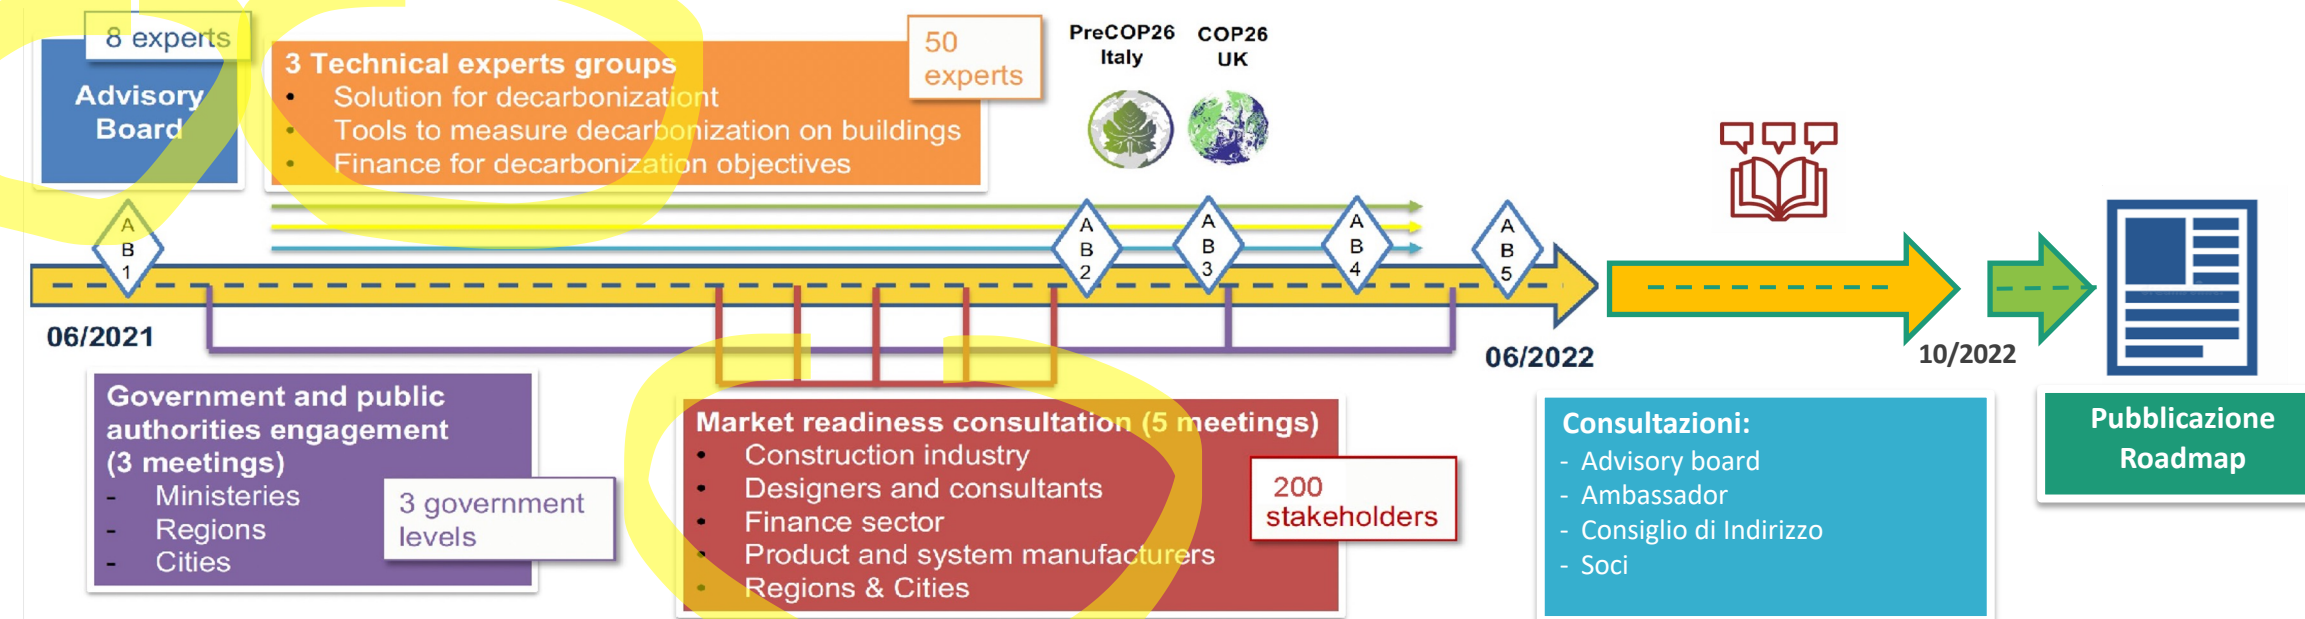 8 experts
Advisory
Board
3 Technical experts groups
• Solution for decarbonizationt
• Tools to measure decarbonization on buildings
• Finance for decarbonization objectives
50
experts
PreCOP26
Italy
COP26
UK
A
B
1
A
B
2
A
B
3
A
B
4
A
B
5
06/2021
06/2022
10/2022
Government and public
authorities engagement
(3 meetings)
- Ministeries
- Regions
- Cities
3 government
levels
Market readiness consultation (5 meetings)
• Construction industry
• Designers and consultants
• Finance sector
• Product and system manufacturers
• Regions & Cities
200
stakeholders
Consultazioni:
- Advisory board
- Ambassador
- Consiglio di Indirizzo
- Soci
Pubblicazione
Roadmap